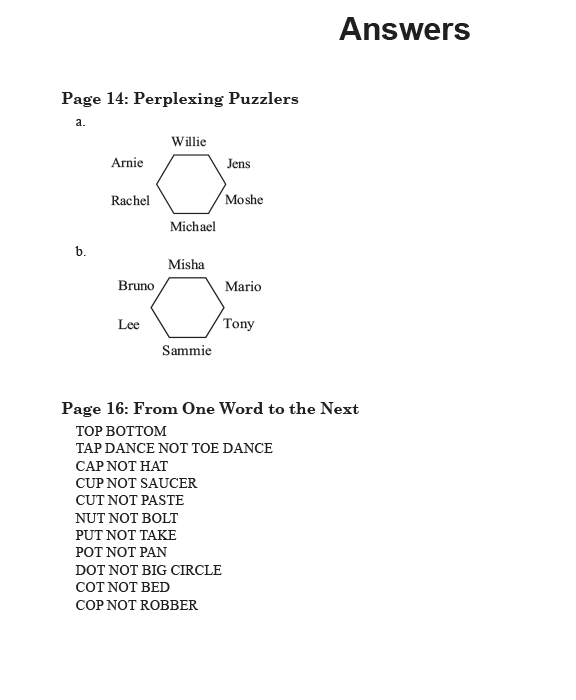 Answers
Page 14: Perplexing Puzzlers
a.
Willie
Arnie
Jens
Rachel
Moshe
Michael
b.
Misha
Bruno
Mario
Lee
Tony
Sammie
Page 16: From One Word to the Next
TOP BOTTOM
TAP DANCE NOT TOE DANCE
CAP NOT HAT
CUP NOT SAUCER
CUT NOT PASTE
NUT NOT BOLT
PUT NOT TAKE
POT NOT PAN
DOT NOT BIG CIRCLE
COT NOT BED
COP NOT ROBBER